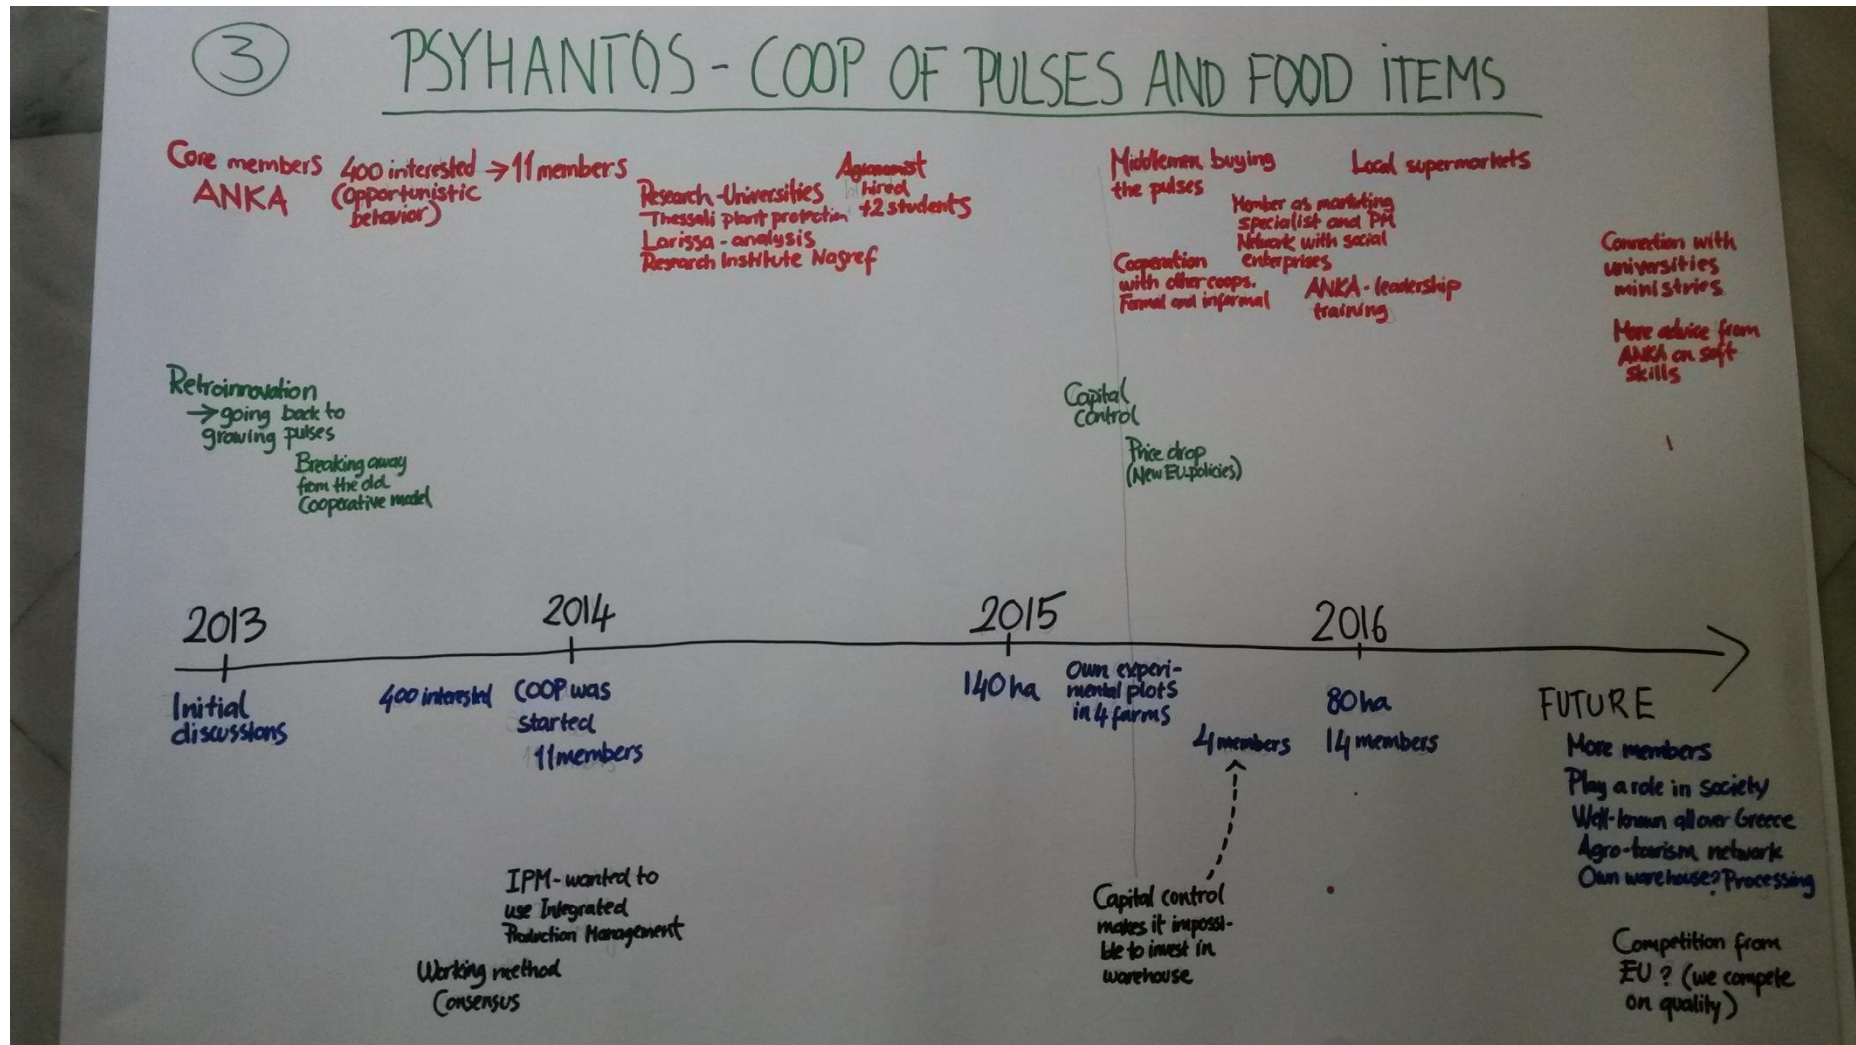 3
PSYHANTOS - COOP OF PULSES AND FOOD ITEMS
Core members
ANKA
400 interested → 11 members
(opportunistic
behavior)
Research-Universities
Thessali plant protection
Larissa - analysis
Research Institute Nagref
Agronomist
hired
+2 students
Middlemen buying
the pulses
Local supermarkets
Member as marketing
specialist and PM
Network with social
enterprises
Cooperation
with other coops.
Formal and informal
ANKA - leadership
training
Connection with
universities
ministries
More advice from
ANKA on soft
skills
Retroinnovation
→ going back to
growing pulses
Breaking away
from the old
Cooperative model
Capital
control
Price drop
(New EU-policies)
2013
2014
2015
2016
Initial
discussions
400 interested
COOP was
started
11 members
140 ha
Own experi-
mental plots
in 4 farms
4 members
80 ha
14 members
FUTURE
More members
Play a role in society
Well-known all over Greece
Agro-tourism network
Own warehouse? Processing
IPM - wanted to
use Integrated
Production Management
Working method
Consensus
Capital control
makes it impossi-
ble to invest in
warehouse
Competition from
EU? (we compete
on quality)